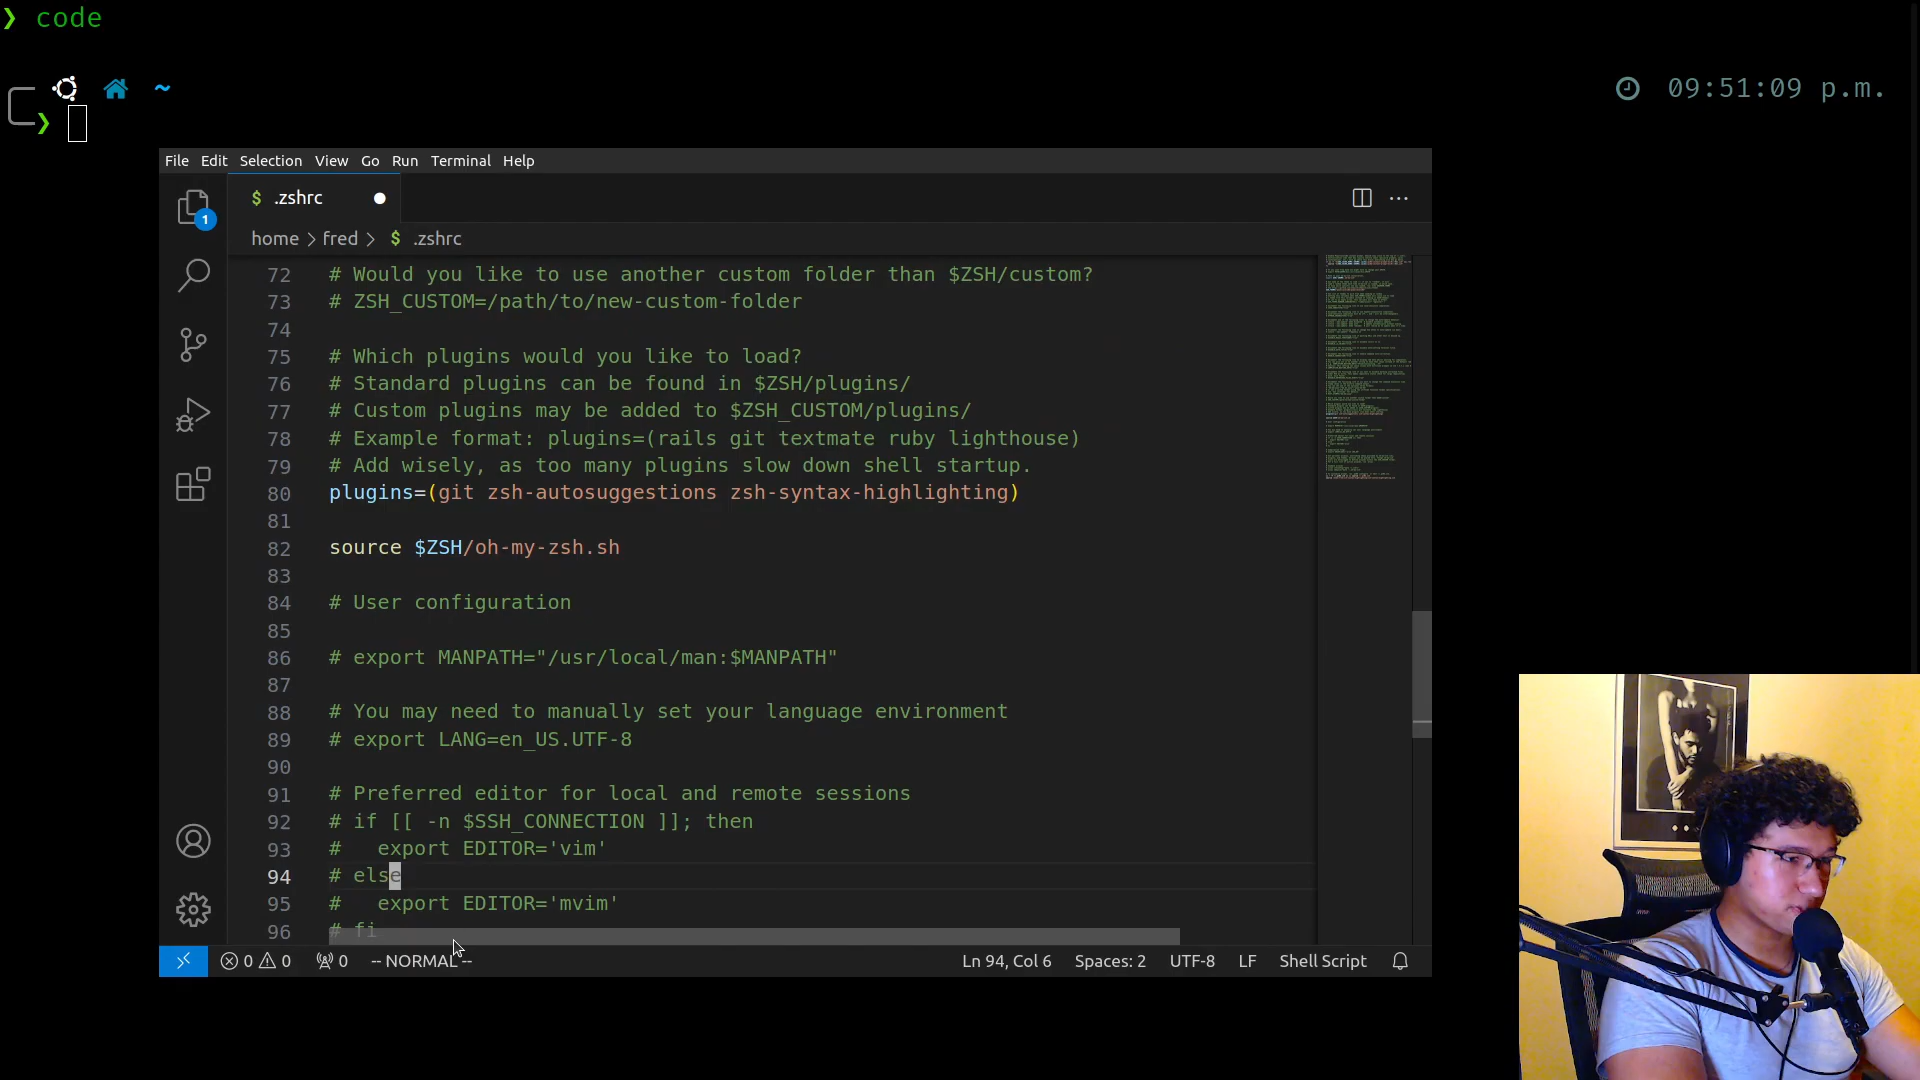 ❯ code
~
09:51:09 p.m.
❯
File Edit Selection View Go Run Terminal Help
$ .zshrc
1
home > fred > $ .zshrc
72 # Would you like to use another custom folder than $ZSH/custom?
73 # ZSH_CUSTOM=/path/to/new-custom-folder
74
75 # Which plugins would you like to load?
76 # Standard plugins can be found in $ZSH/plugins/
77 # Custom plugins may be added to $ZSH_CUSTOM/plugins/
78 # Example format: plugins=(rails git textmate ruby lighthouse)
79 # Add wisely, as too many plugins slow down shell startup.
80 plugins=(git zsh-autosuggestions zsh-syntax-highlighting)
81
82 source $ZSH/oh-my-zsh.sh
83
84 # User configuration
85
86 # export MANPATH="/usr/local/man:$MANPATH"
87
88 # You may need to manually set your language environment
89 # export LANG=en_US.UTF-8
90
91 # Preferred editor for local and remote sessions
92 # if [[ -n $SSH_CONNECTION ]]; then
93 #   export EDITOR='vim'
94 # else
95 #   export EDITOR='mvim'
96 # fi
0 0 0 -- NORMAL -- Ln 94, Col 6 Spaces: 2 UTF-8 LF Shell Script